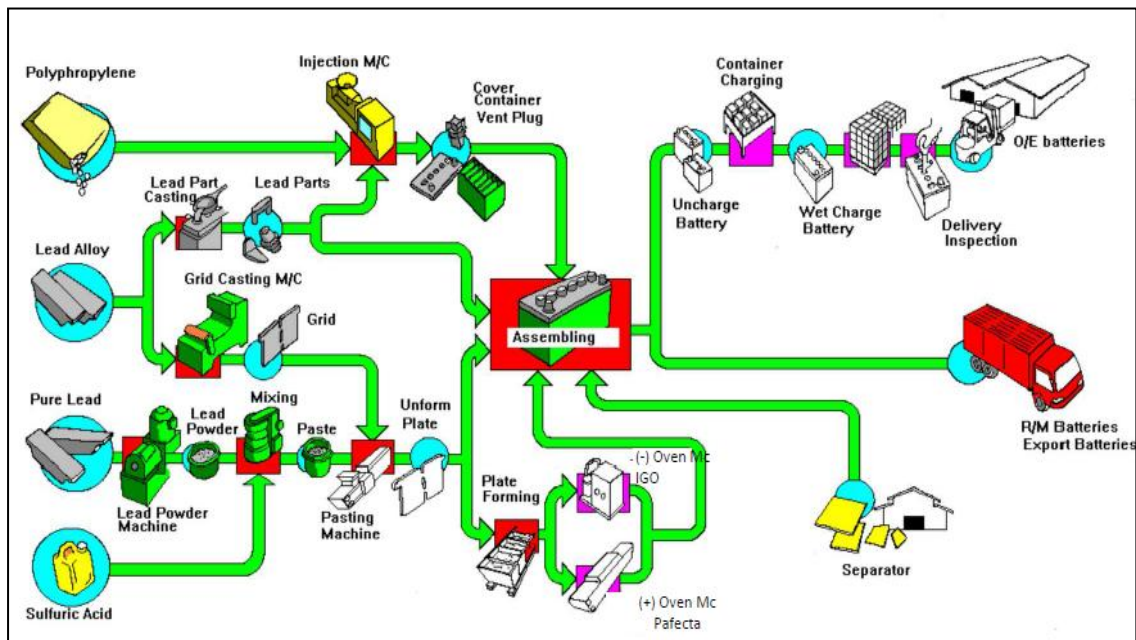 Polyphropylene
Injection M/C
Cover
Container
Vent Plug
Container
Charging
O/E batteries
Uncharge
Battery
Wet Charge
Battery
Delivery
Inspection
Lead Part
Casting
Lead Parts
Lead Alloy
Grid Casting M/C
Grid
Assembling
Pure Lead
Lead
Powder
Mixing
Paste
Unform
Plate
Lead Powder
Machine
Pasting
Machine
Plate
Forming
(-) Oven Mc
IGO
(+) Oven Mc
Pafecta
R/M Batteries
Export Batteries
Separator
Sulfuric Acid